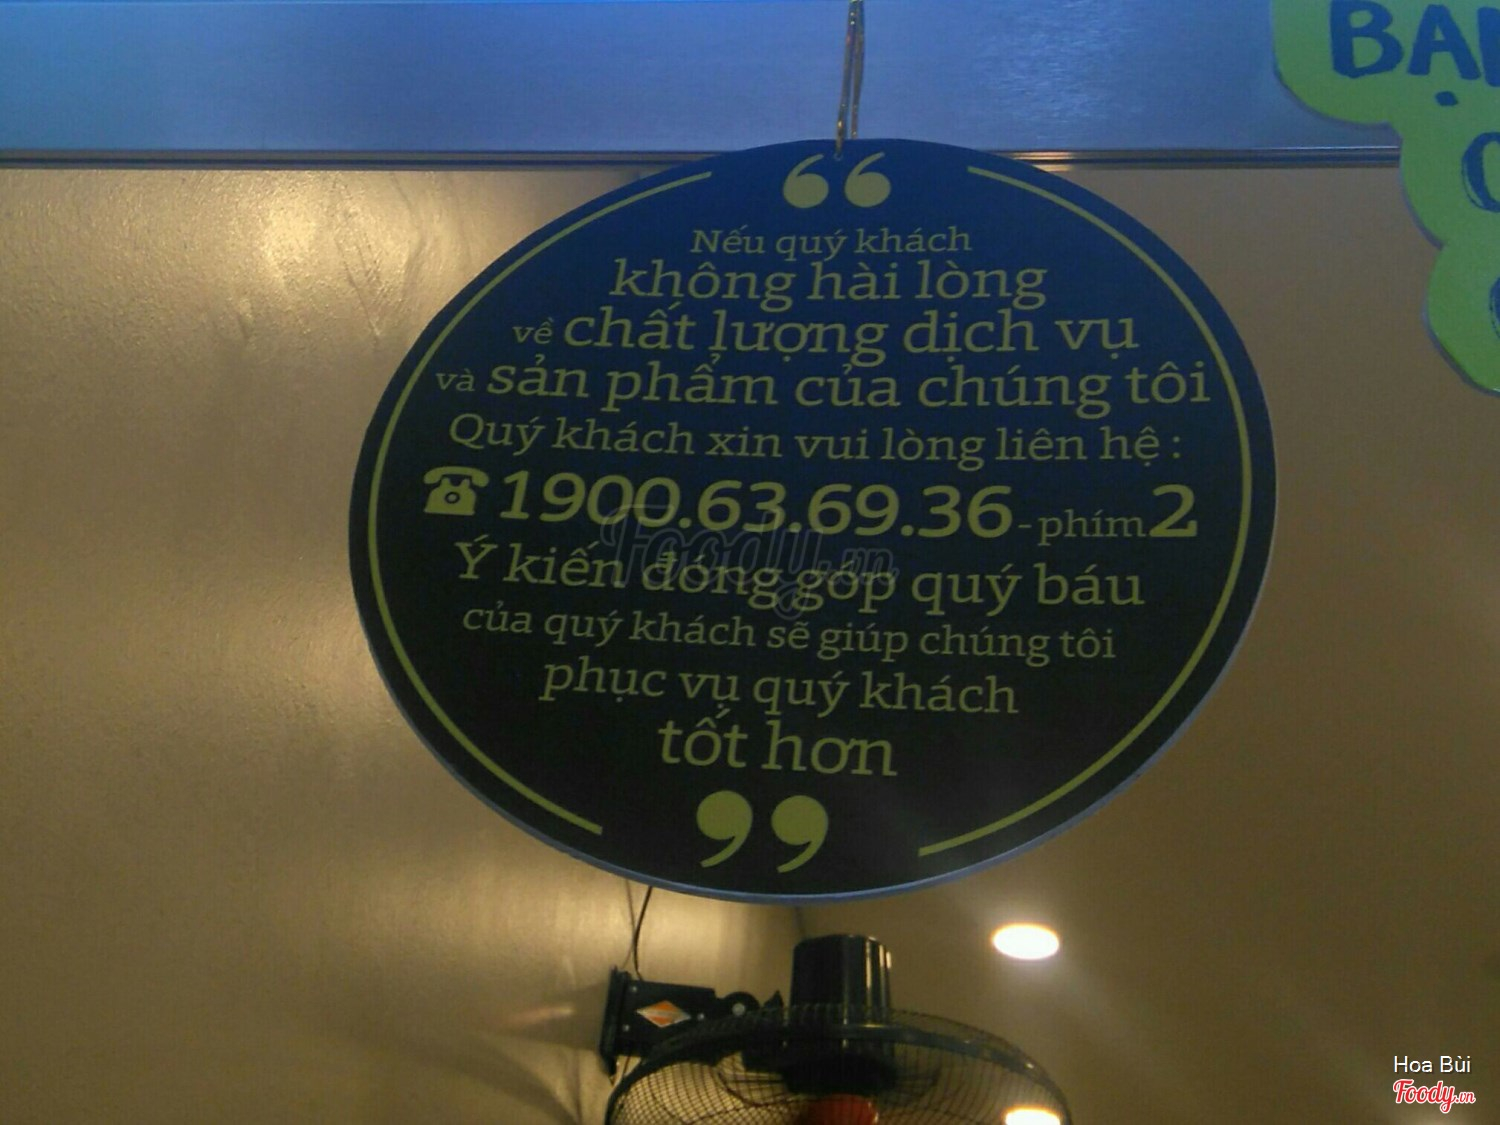 Nếu quý khách
không hài lòng
về chất lượng dịch vụ
và sản phẩm của chúng tôi
Quý khách xin vui lòng liên hệ :
1900.63.69.36 - phím 2
Ý kiến đóng góp quý báu
của quý khách sẽ giúp chúng tôi
phục vụ quý khách
tốt hơn
Foody.vn
Hoa Bùi
Foody.vn